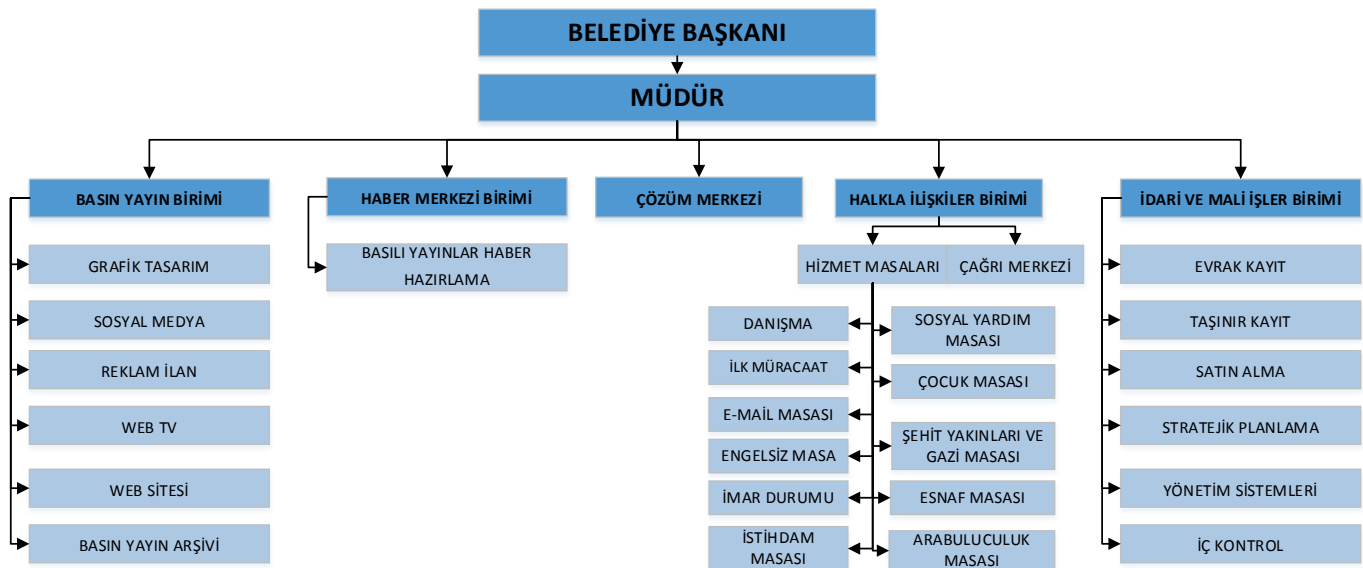 BELEDİYE BAŞKANI
MÜDÜR
BASIN YAYIN BİRİMİ
GRAFİK TASARIM
SOSYAL MEDYA
REKLAM İLAN
WEB TV
WEB SİTESİ
BASIN YAYIN ARŞİVİ
HABER MERKEZİ BİRİMİ
BASILI YAYINLAR HABER
HAZIRLAMA
ÇÖZÜM MERKEZİ
HALKLA İLİŞKİLER BİRİMİ
HİZMET MASALARI
ÇAĞRI MERKEZİ
DANIŞMA
İLK MÜRACAAT
E-MAİL MASASI
ENGELSİZ MASA
İMAR DURUMU
İSTİHDAM
MASASI
SOSYAL YARDIM
MASASI
ÇOCUK MASASI
ŞEHİT YAKINLARI VE
GAZİ MASASI
ESNAF MASASI
ARABULUCULUK
MASASI
İDARİ VE MALİ İŞLER BİRİMİ
EVRAK KAYIT
TAŞINIR KAYIT
SATIN ALMA
STRATEJİK PLANLAMA
YÖNETİM SİSTEMLERİ
İÇ KONTROL